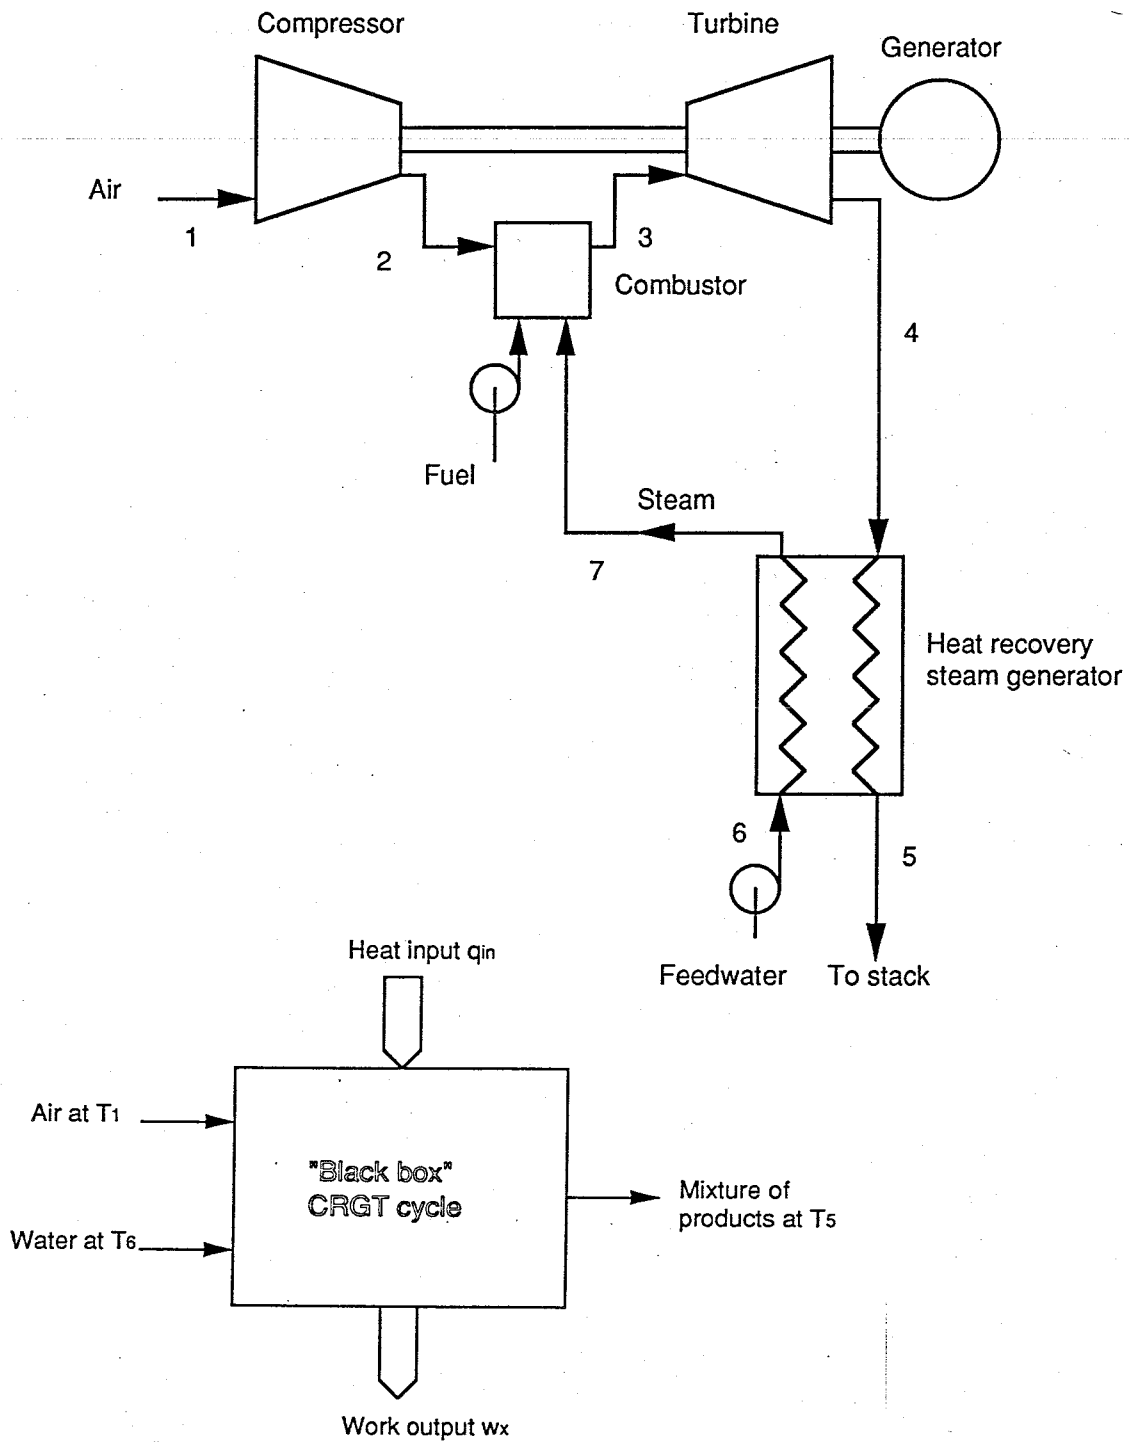 Compressor
Turbine
Generator
Air
1
2
3
Combustor
4
Fuel
Steam
7
Heat recovery
steam generator
6
5
Feedwater
To stack
Heat input qin
Air at T1
"Black box"
CRGT cycle
Mixture of
products at T5
Water at T6
Work output wx